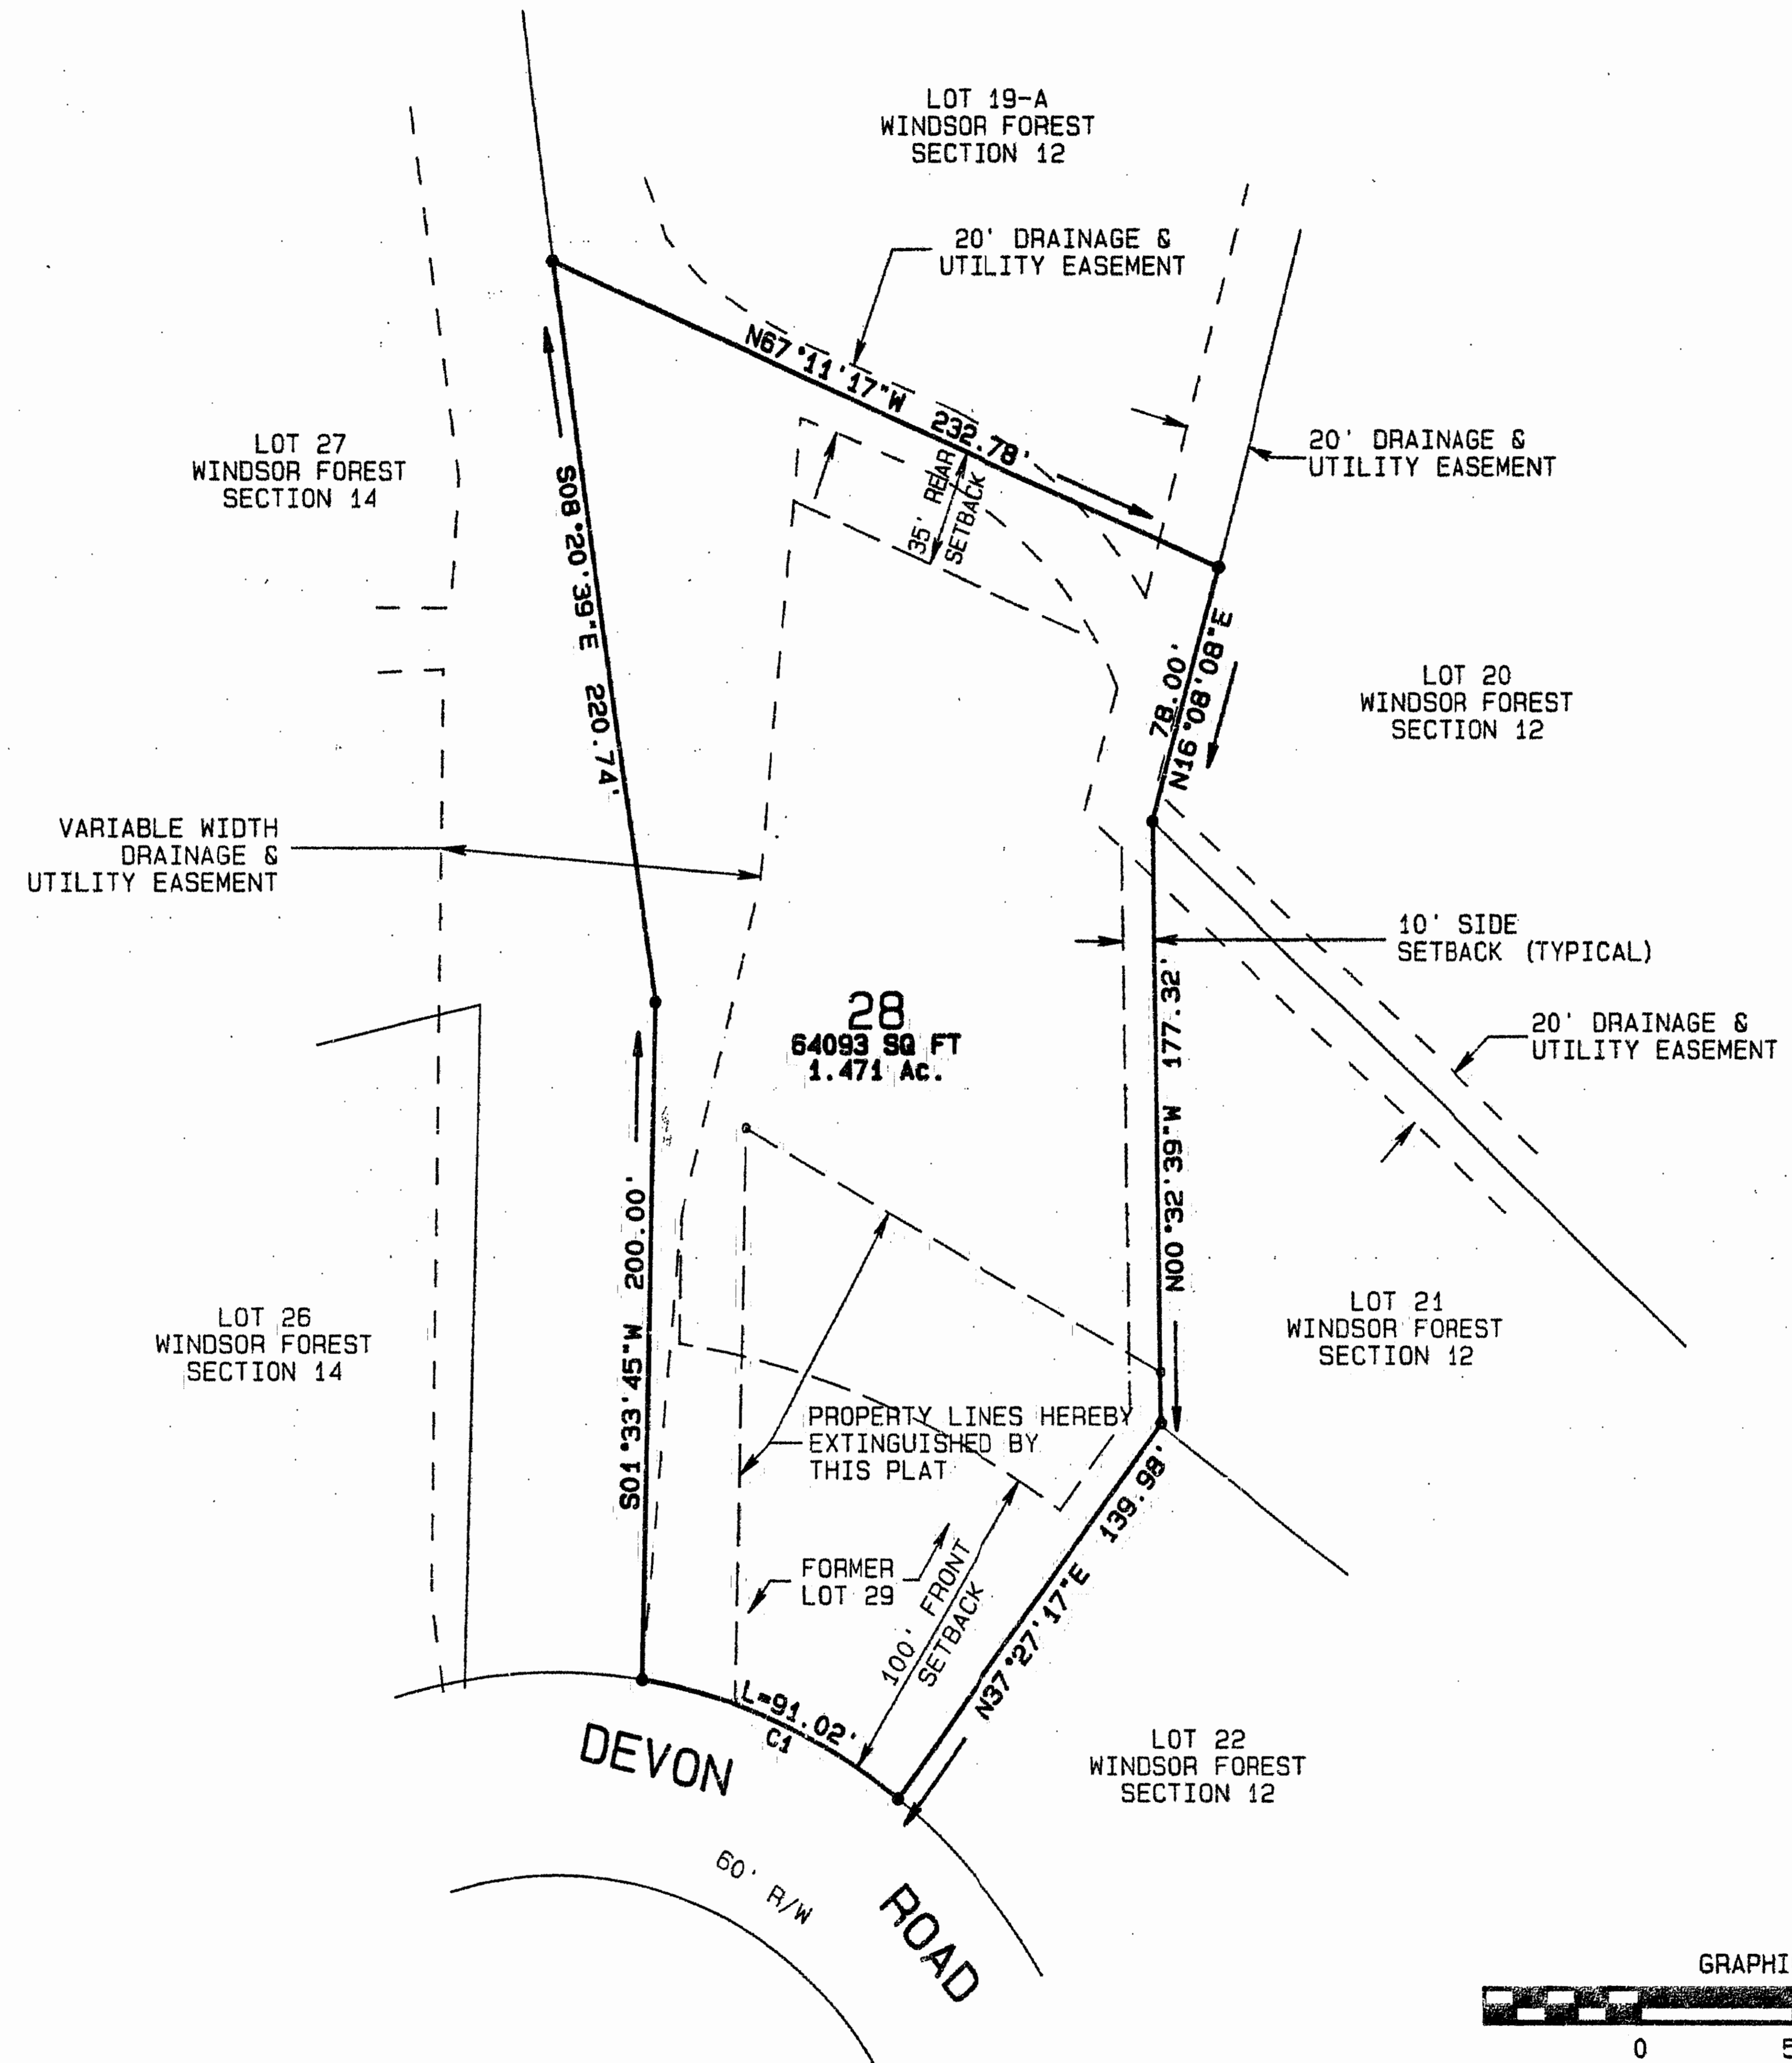 LOT 19-A
WINDSOR FOREST
SECTION 12
20' DRAINAGE &
UTILITY EASEMENT
N67°11'17"W 232.78'
LOT 27
WINDSOR FOREST
SECTION 14
20' DRAINAGE &
UTILITY EASEMENT
35' REAR
SETBACK
S08°20'39"E 220.74'
78.00'
N16°08'08"E
LOT 20
WINDSOR FOREST
SECTION 12
VARIABLE WIDTH
DRAINAGE &
UTILITY EASEMENT
10' SIDE
SETBACK (TYPICAL)
28
64093 SQ FT
1.471 Ac.
N00°32'39"W 177.32'
20' DRAINAGE &
UTILITY EASEMENT
S01°33'45"W 200.00'
LOT 26
WINDSOR FOREST
SECTION 14
LOT 21
WINDSOR FOREST
SECTION 12
PROPERTY LINES HEREBY
EXTINGUISHED BY
THIS PLAT
FORMER
LOT 29
100' FRONT
SETBACK
N37°27'17"E 139.98'
L=91.02'
C1
LOT 22
WINDSOR FOREST
SECTION 12
DEVON
ROAD
60' R/W
GRAPHI
0 5